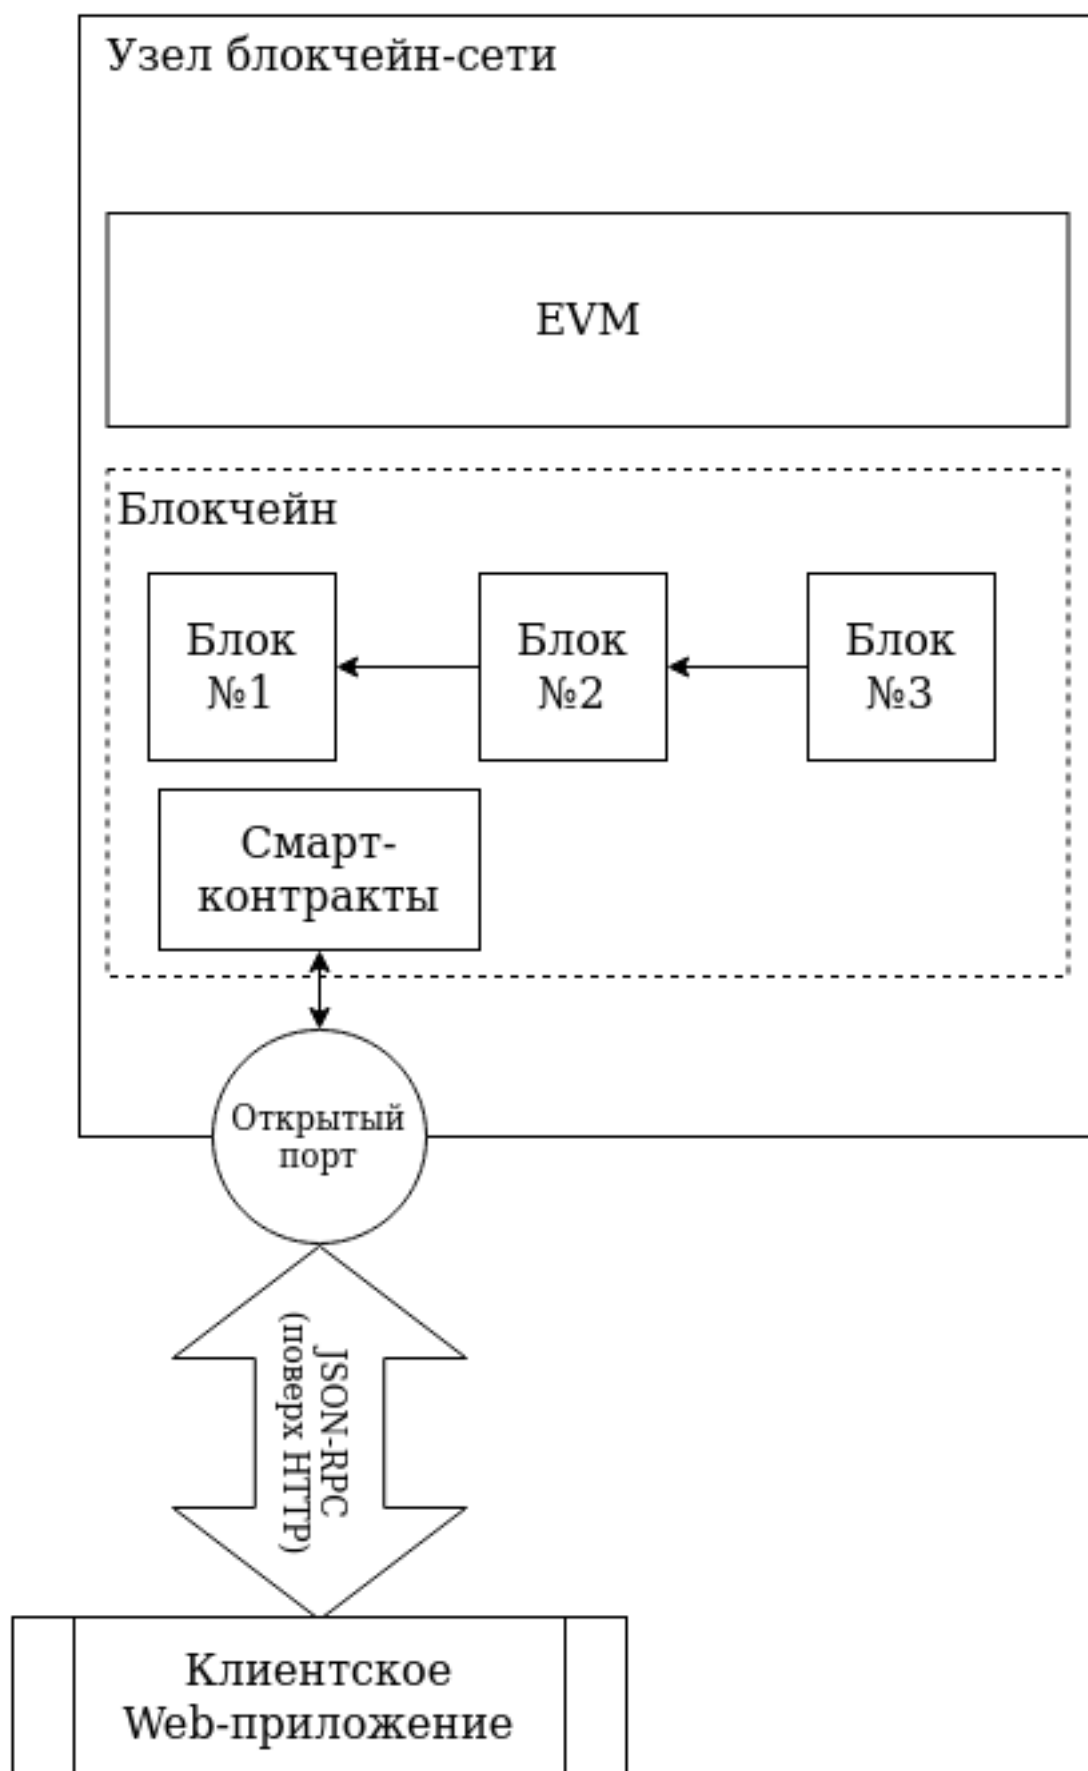 Узел блокчейн-сети
EVM
Блокчейн
Блок
№1
Блок
№2
Блок
№3
Смарт-
контракты
Открытый
порт
JSON-RPC
(поверх HTTP)
Клиентское
Web-приложение